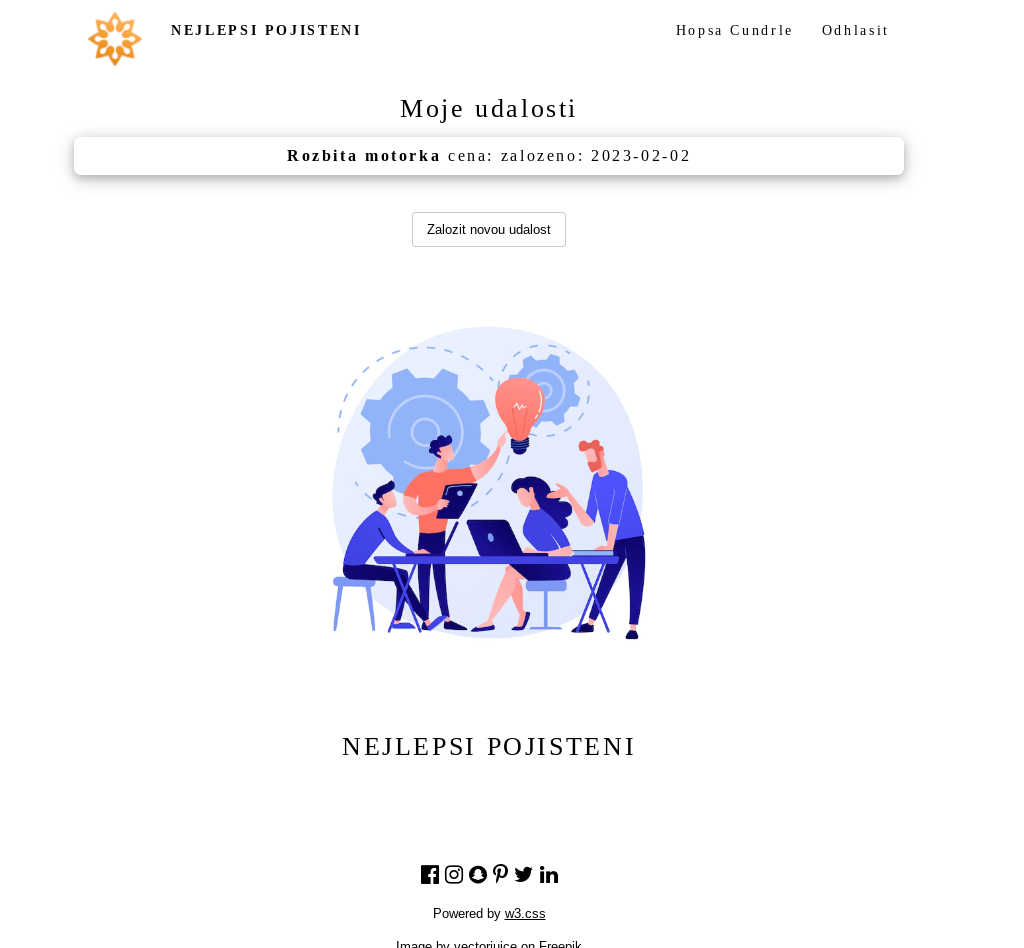 NEJLEPSI POJISTENI Hopsa Cundrle Odhlasit
Moje udalosti
Rozbita motorka cena: zalozeno: 2023-02-02
Zalozit novou udalost
NEJLEPSI POJISTENI
Powered by w3.css
Image by vectorjuice on Freepik